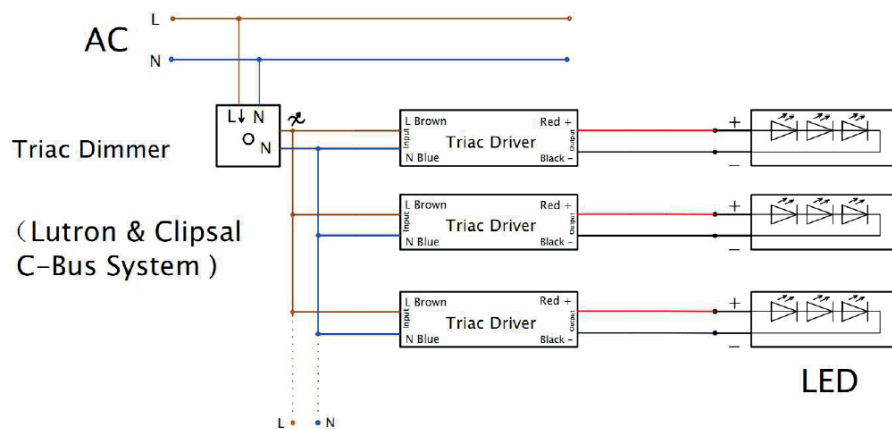 L
AC
N
L N
N
Triac Dimmer
(Lutron & Clipsal
C-Bus System )
L Brown
Input
N Blue
Triac Driver
Red +
Output
Black -
+
-
L Brown
Input
N Blue
Triac Driver
Red +
Output
Black -
+
-
L Brown
Input
N Blue
Triac Driver
Red +
Output
Black -
+
-
LED
L
N